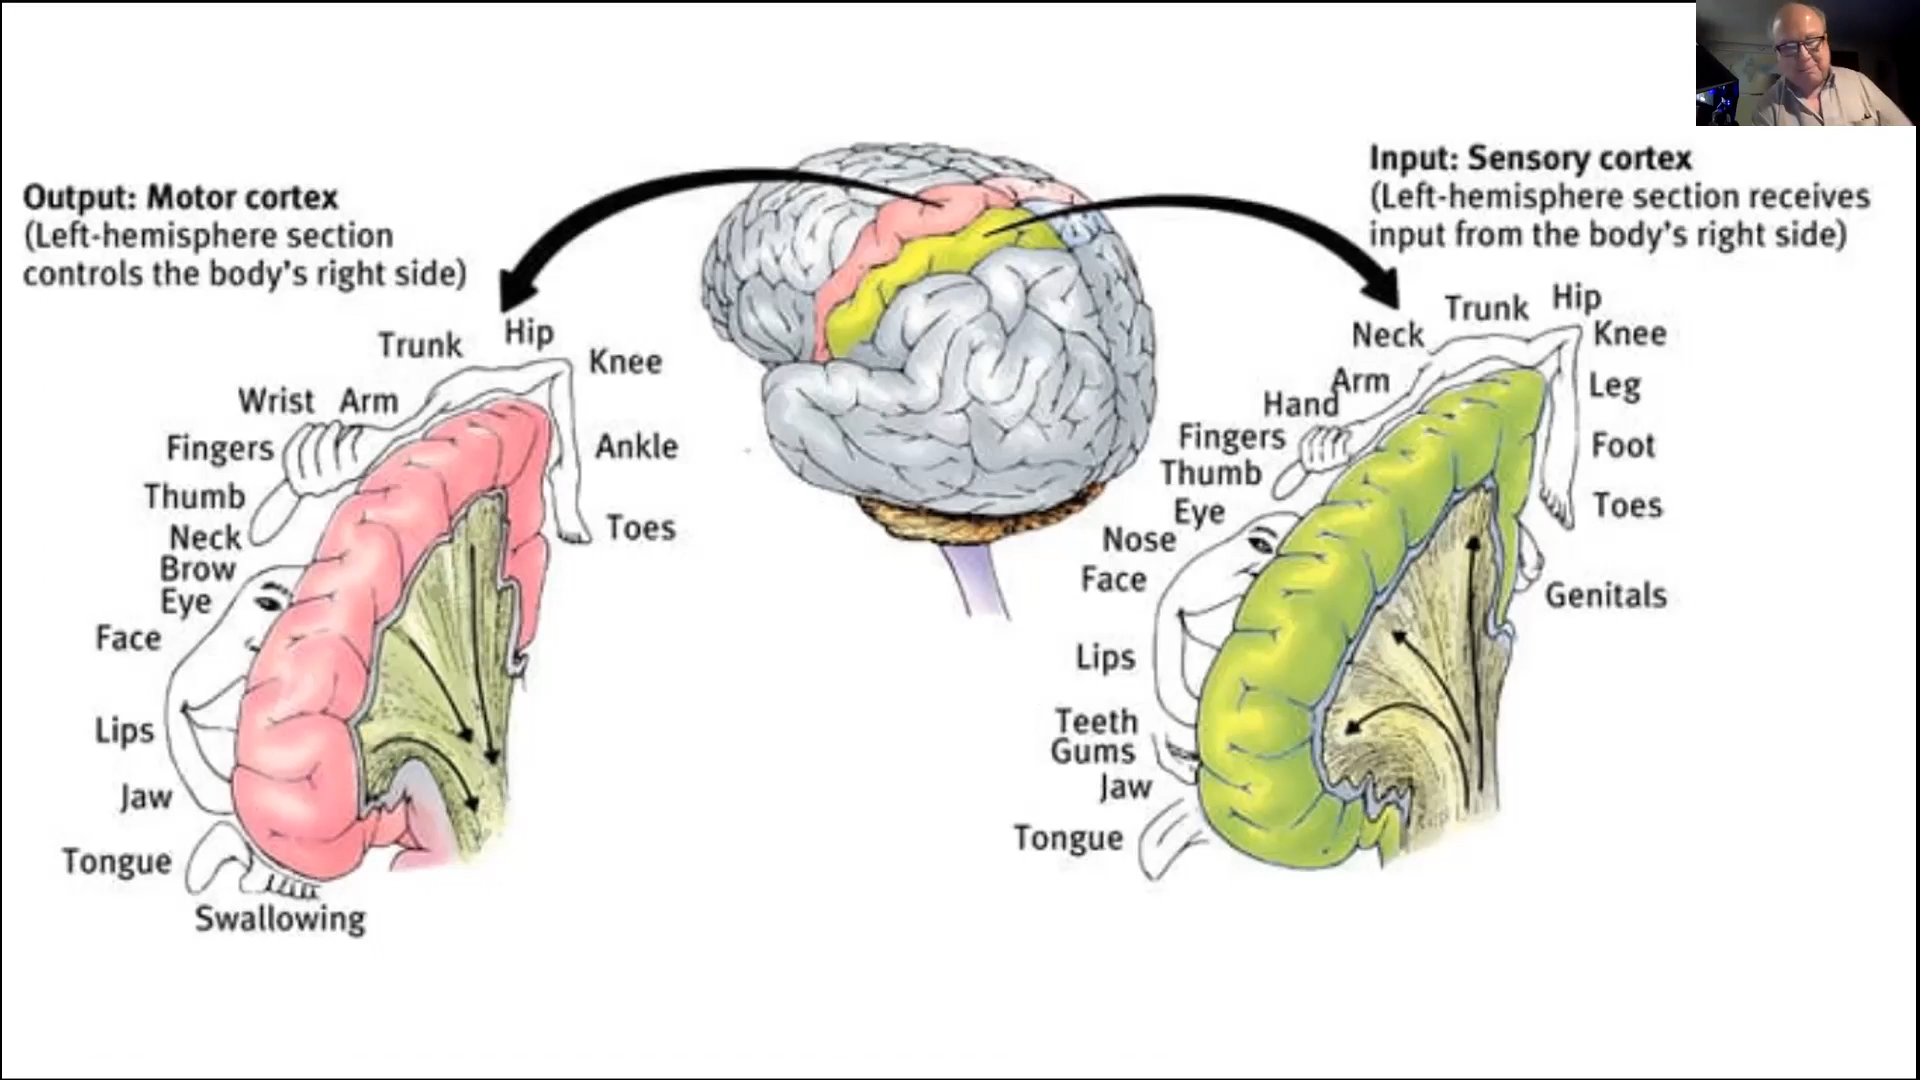 Output: Motor cortex
(Left-hemisphere section
controls the body's right side)
Trunk
Hip
Knee
Wrist
Arm
Fingers
Ankle
Thumb
Toes
Neck
Brow
Eye
Face
Lips
Jaw
Tongue
Swallowing
Input: Sensory cortex
(Left-hemisphere section receives
input from the body's right side)
Trunk
Hip
Neck
Knee
Arm
Leg
Hand
Fingers
Foot
Thumb
Eye
Toes
Nose
Face
Genitals
Lips
Teeth
Gums
Jaw
Tongue